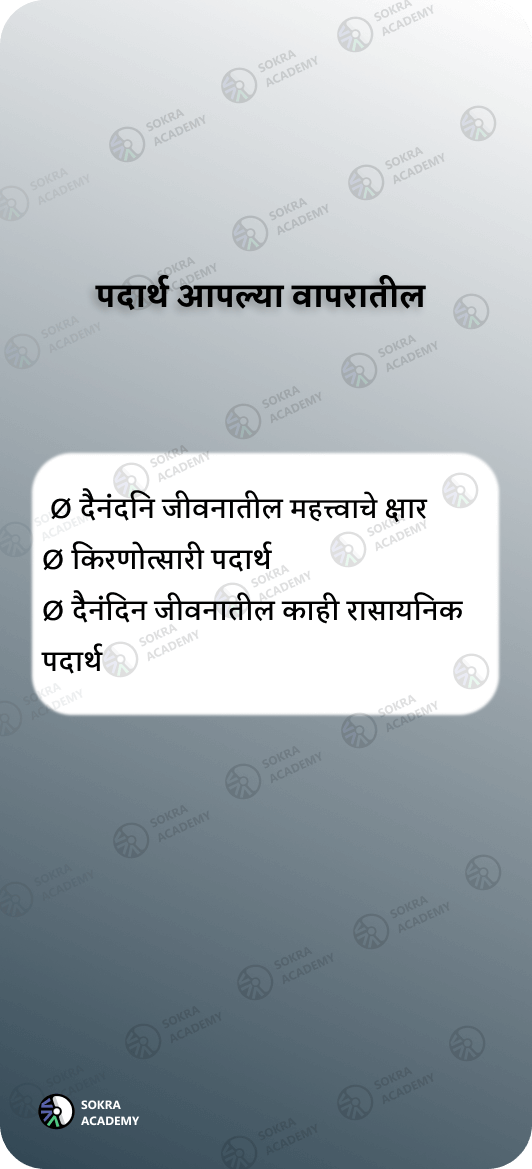 पदार्थ आपल्या वापरातील
Ø दैनंदनि जीवनातील महत्त्वाचे क्षार
Ø किरणोत्सारी पदार्थ
Ø दैनंदिन जीवनातील काही रासायनिक
पदार्थ
SOKRA
ACADEMY